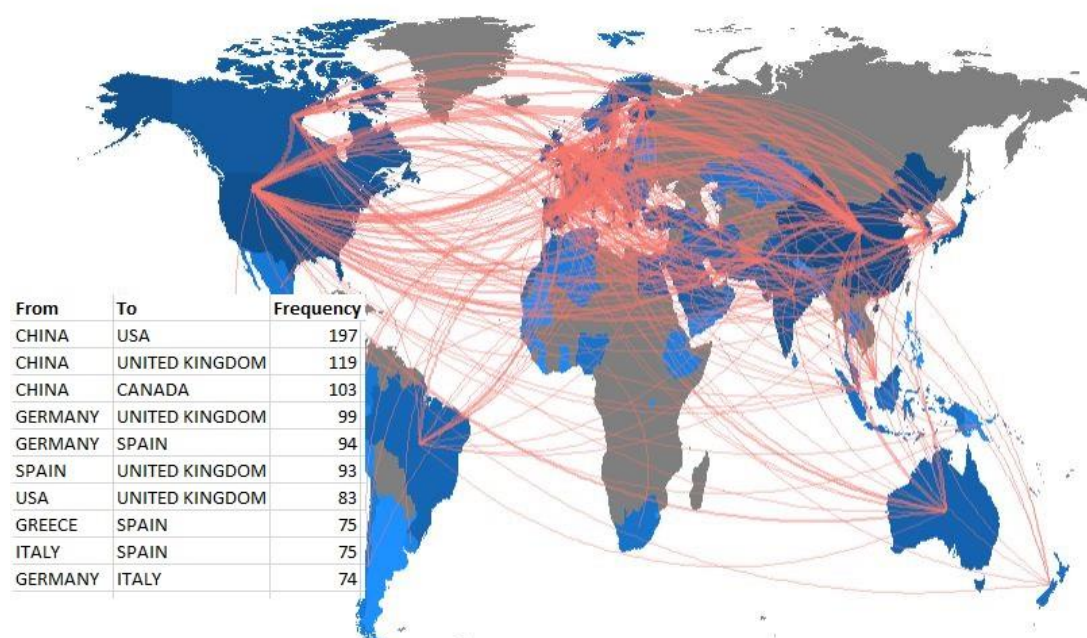 From To Frequency
CHINA USA 197
CHINA UNITED KINGDOM 119
CHINA CANADA 103
GERMANY UNITED KINGDOM 99
GERMANY SPAIN 94
SPAIN UNITED KINGDOM 93
USA UNITED KINGDOM 83
GREECE SPAIN 75
ITALY SPAIN 75
GERMANY ITALY 74